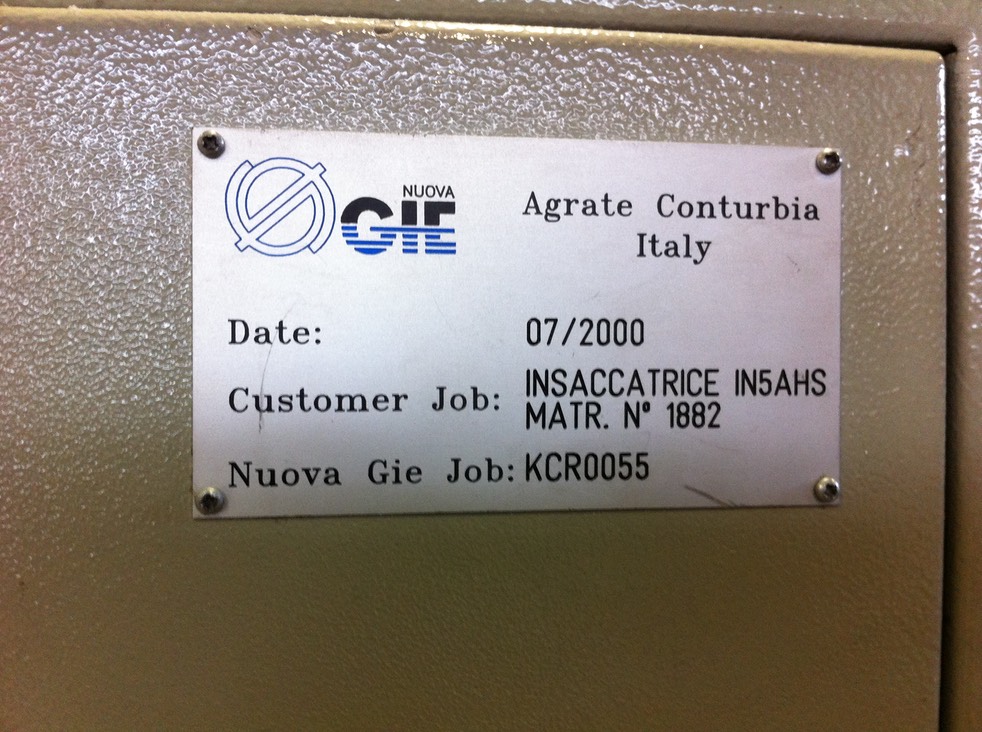 NUOVA
GIE
Agrate Conturbia
Italy
Date: 07/2000
Customer Job: INSACCATRICE IN5AHS
MATR. N° 1882
Nuova Gie Job: KCR0055